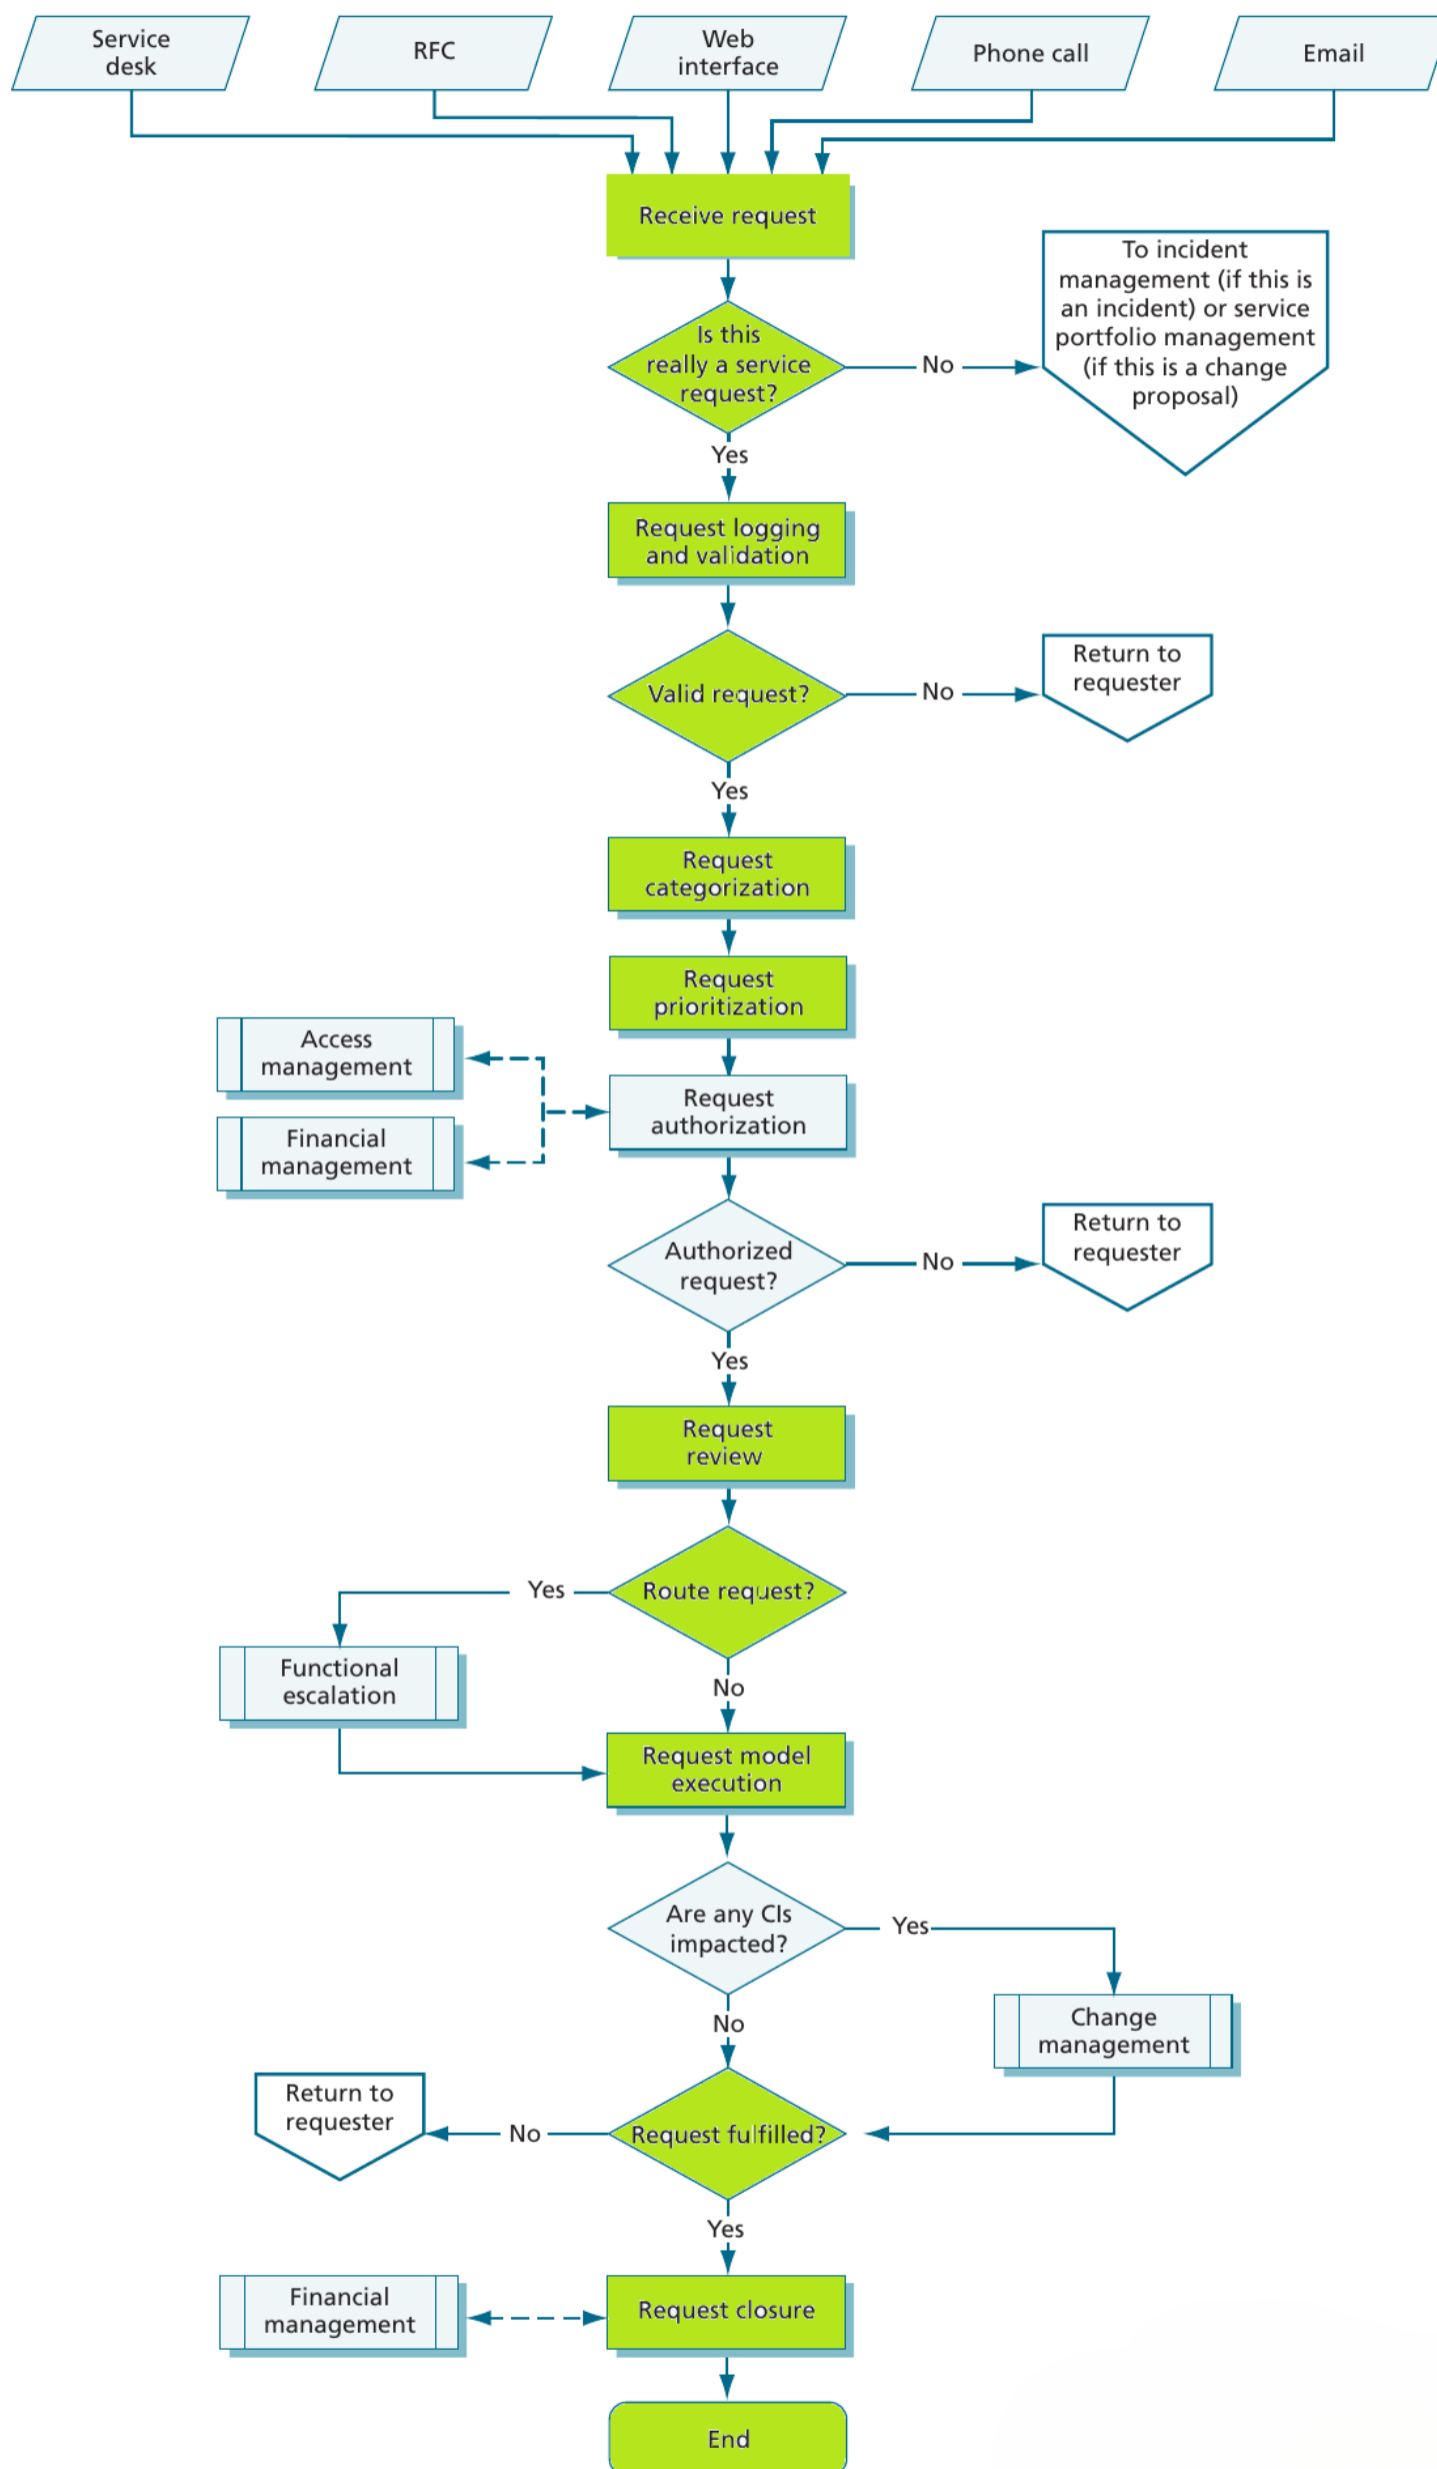 Service
desk
RFC
Web
interface
Phone call
Email
Receive request
To incident
management (if this is
an incident) or service
portfolio management
(if this is a change
proposal)
Is this
really a service
request?
No
Yes
Request logging
and validation
Valid request?
No
Return to
requester
Yes
Request
categorization
Request
prioritization
Access
management
Financial
management
Request
authorization
Authorized
request?
No
Return to
requester
Yes
Request
review
Yes
Route request?
Functional
escalation
No
Request model
execution
Are any CIs
impacted?
Yes
Change
management
No
Return to
requester
No
Request fulfilled?
Yes
Financial
management
Request closure
End